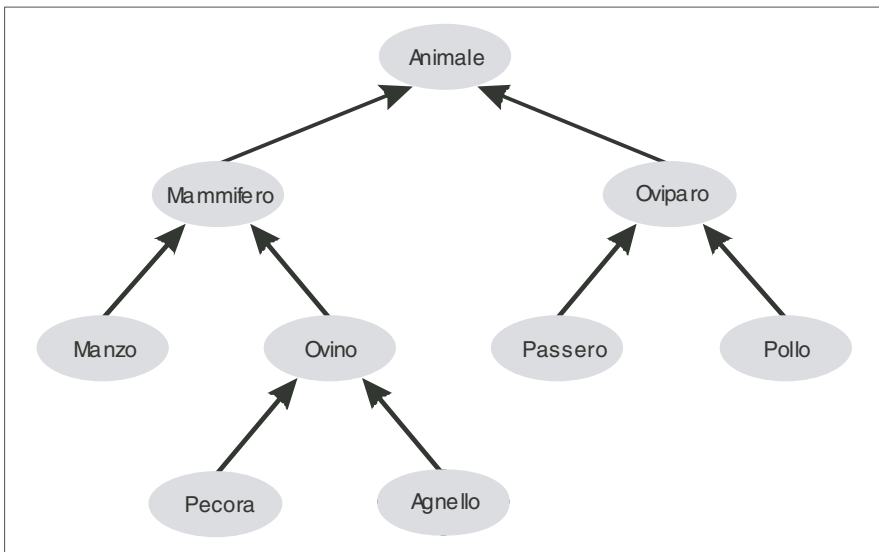 Animale
Mammifero
Oviparo
Manzo
Ovino
Passero
Pollo
Pecora
Agnello